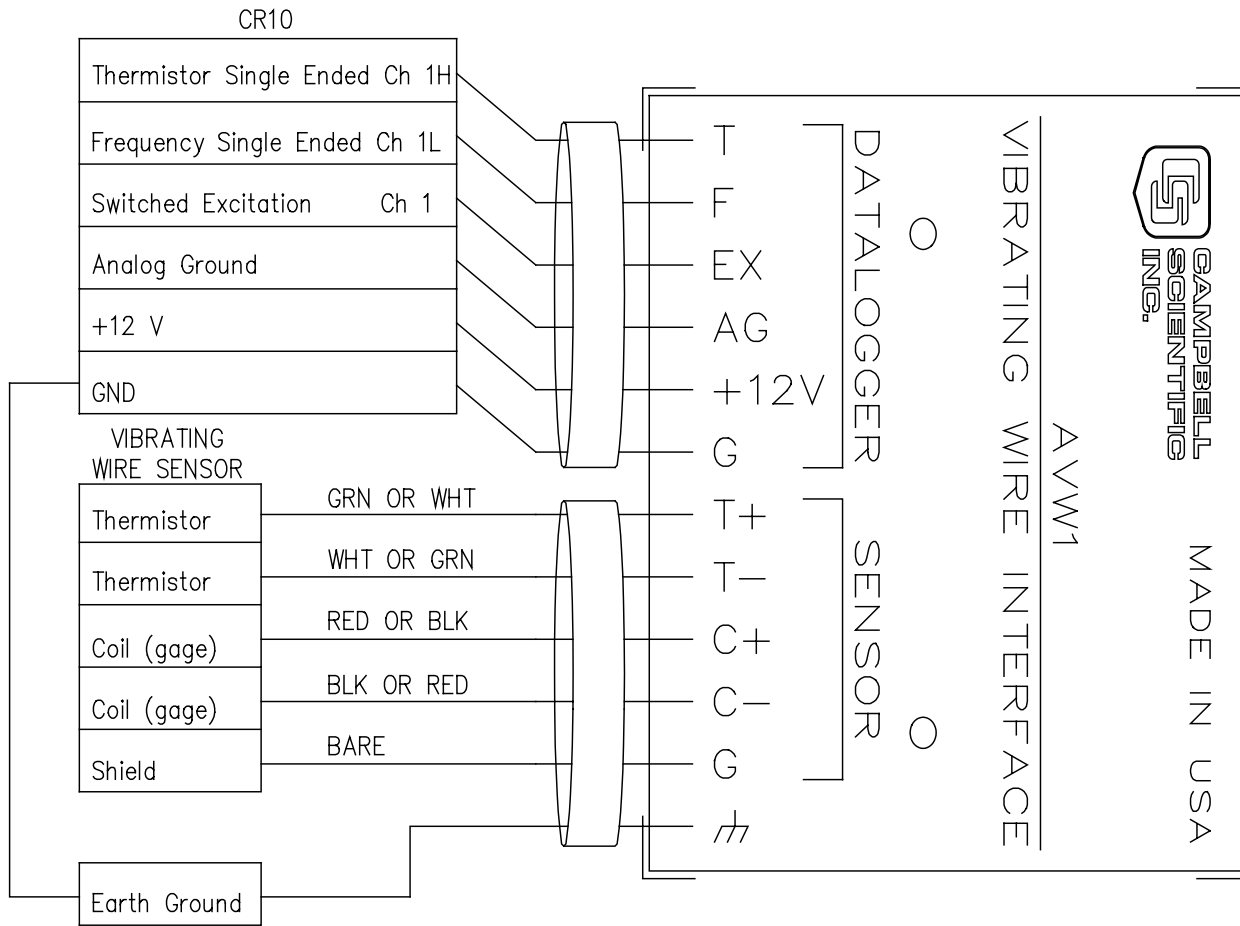 CR10
Thermistor Single Ended Ch 1H
Frequency Single Ended Ch 1L
Switched Excitation Ch 1
Analog Ground
+12 V
GND
VIBRATING
WIRE SENSOR
Thermistor
Thermistor
Coil (gage)
Coil (gage)
Shield
Earth Ground
GRN OR WHT
WHT OR GRN
RED OR BLK
BLK OR RED
BARE
T
F
EX
AG
+12V
G
T+
T-
C+
C-
G
DATALOGGER
SENSOR
VIBRATING WIRE INTERFACE
AVW1
CAMPBELL
SCIENTIFIC
INC.
MADE IN USA